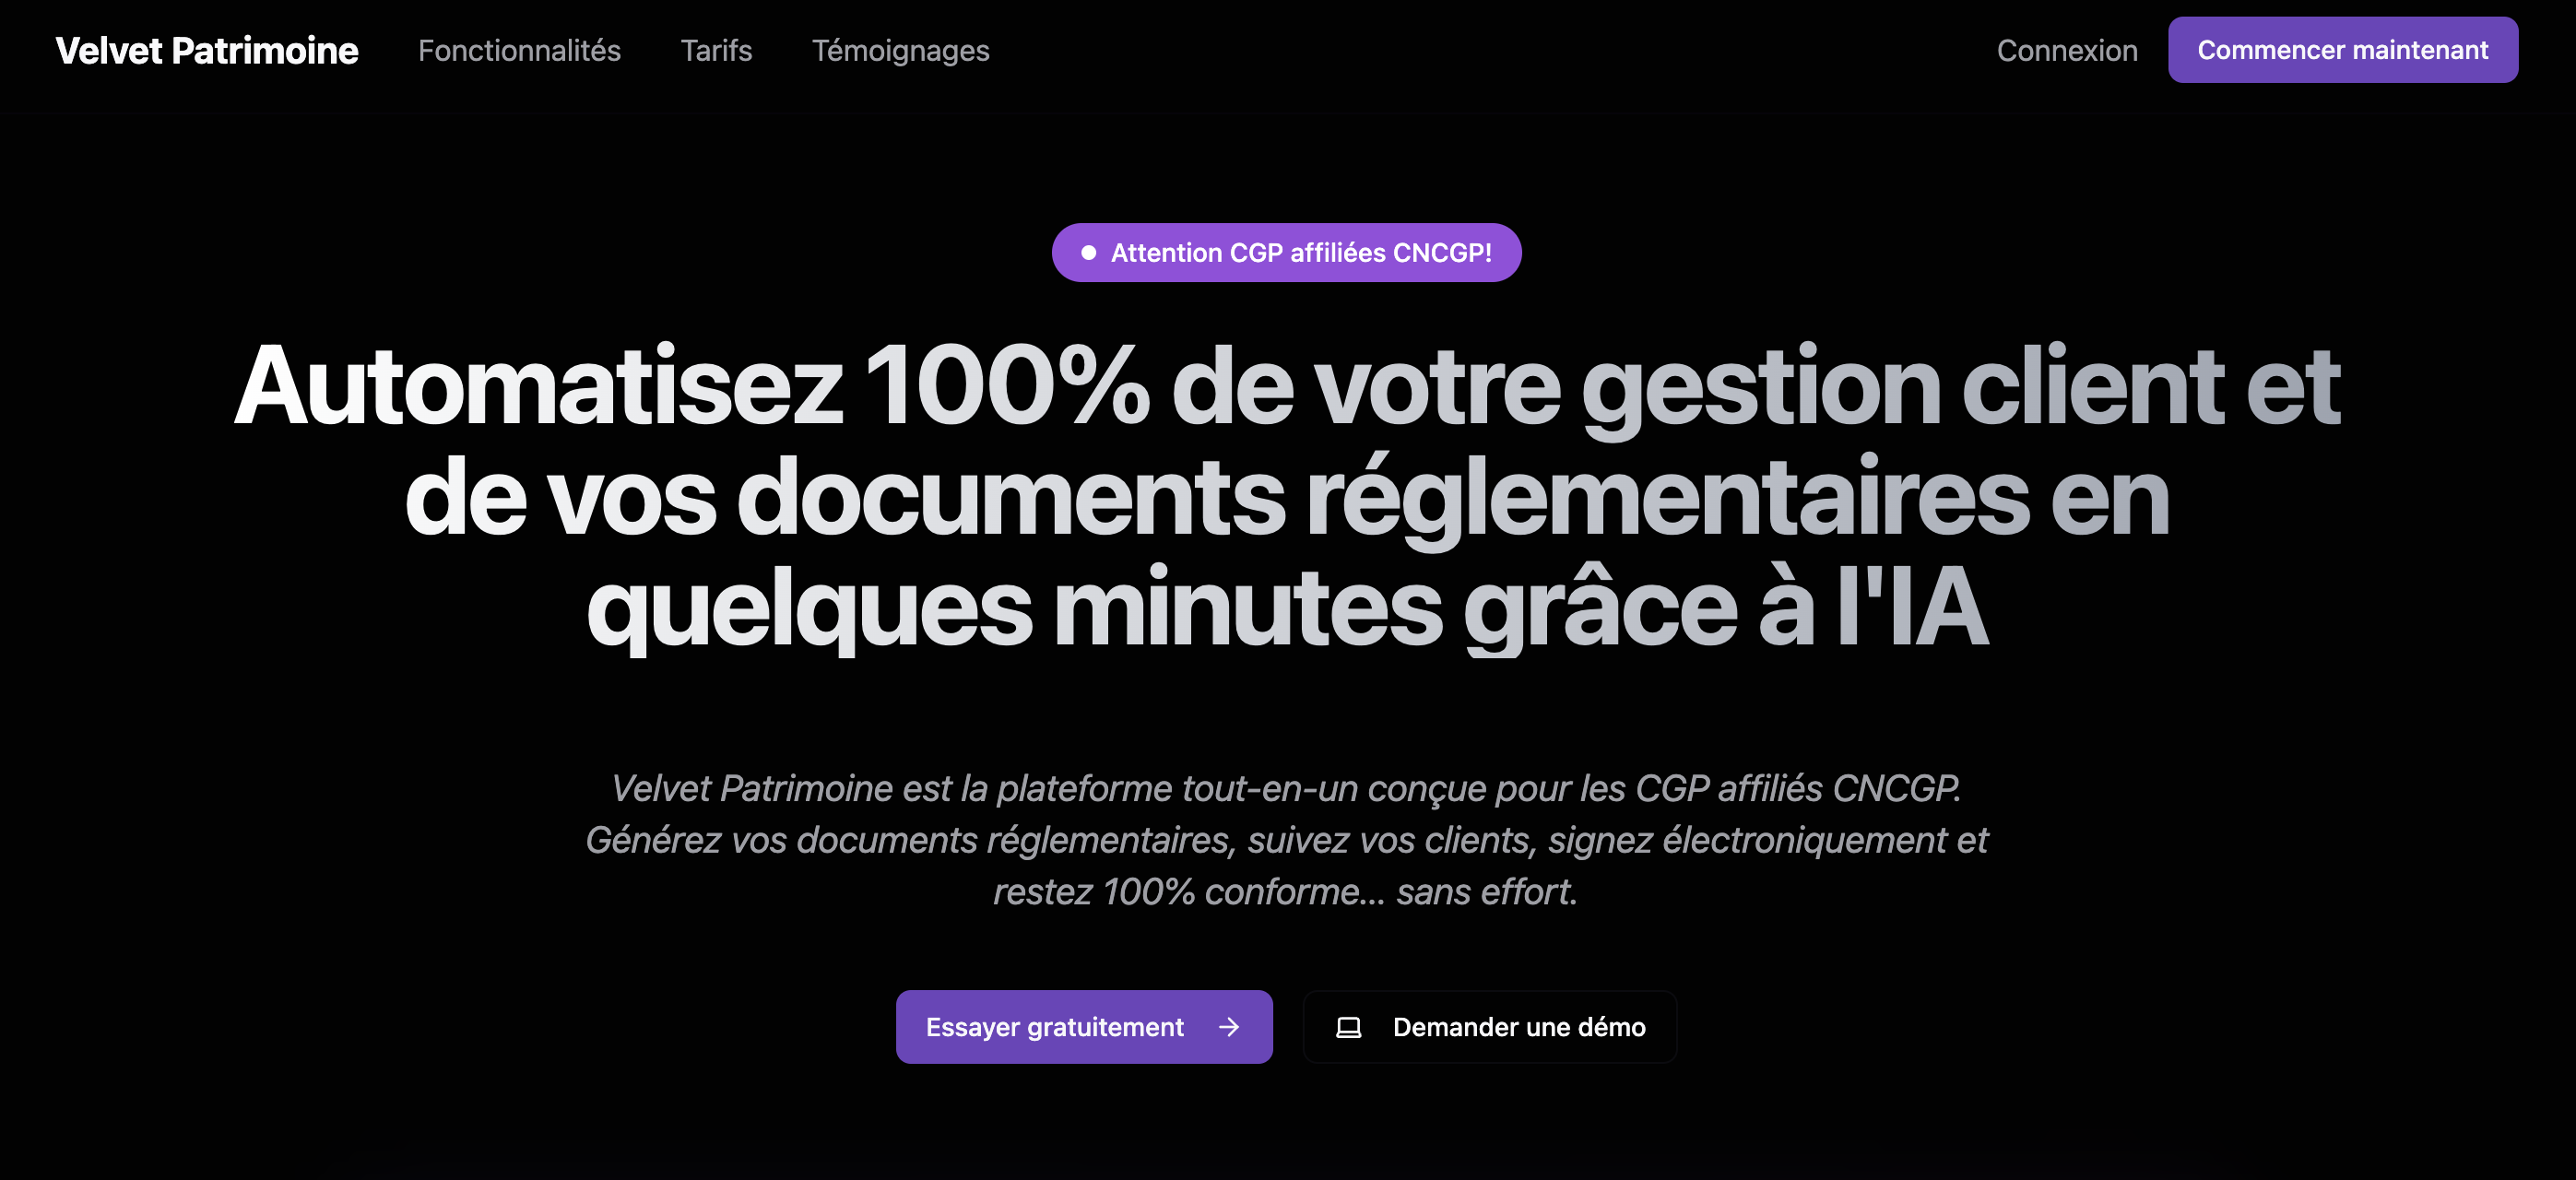 Velvet Patrimoine
Fonctionnalités
Tarifs
Témoignages
Connexion
Commencer maintenant
Attention CGP affiliées CNCGP!
Automatisez 100% de votre gestion client et
de vos documents réglementaires en
quelques minutes grâce à l'IA
Velvet Patrimoine est la plateforme tout-en-un conçue pour les CGP affiliés CNCGP.
Générez vos documents réglementaires, suivez vos clients, signez électroniquement et
restez 100% conforme... sans effort.
Essayer gratuitement →
Demander une démo